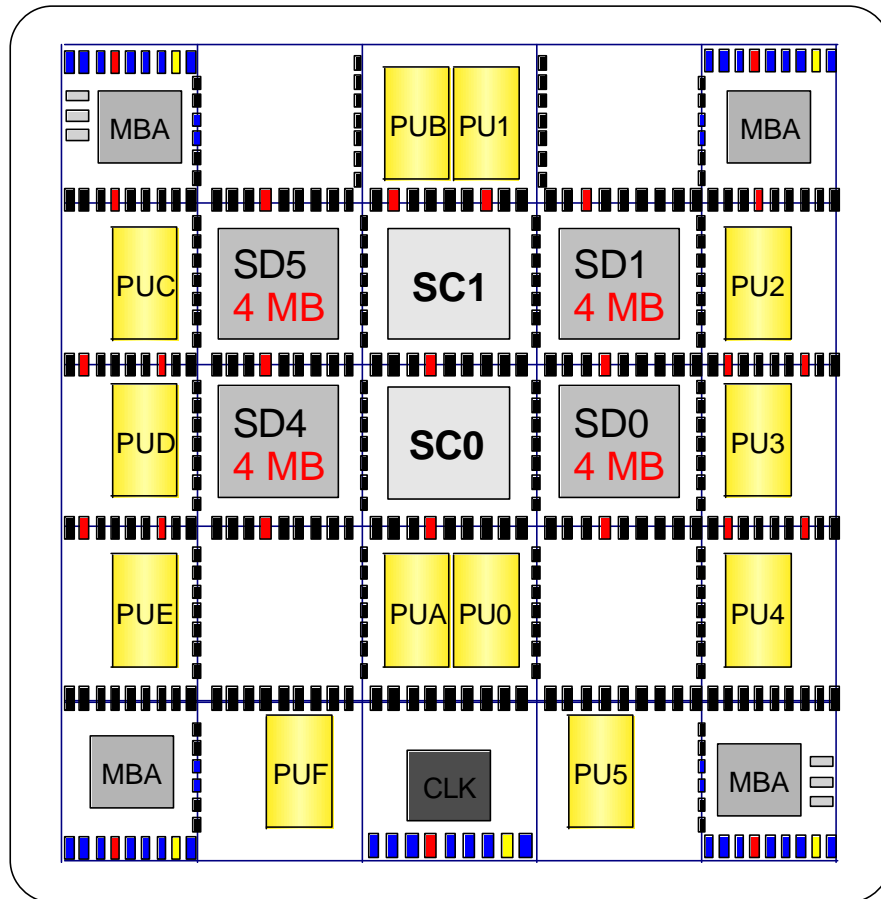 PUB PU1
MBA MBA
SD5 SC1 SD1
4 MB 4 MB
PUC PU2
SD4 SC0 SD0
4 MB 4 MB
PUD PU3
PUE PUA PU0 PU4
MBA PUF CLK PU5 MBA